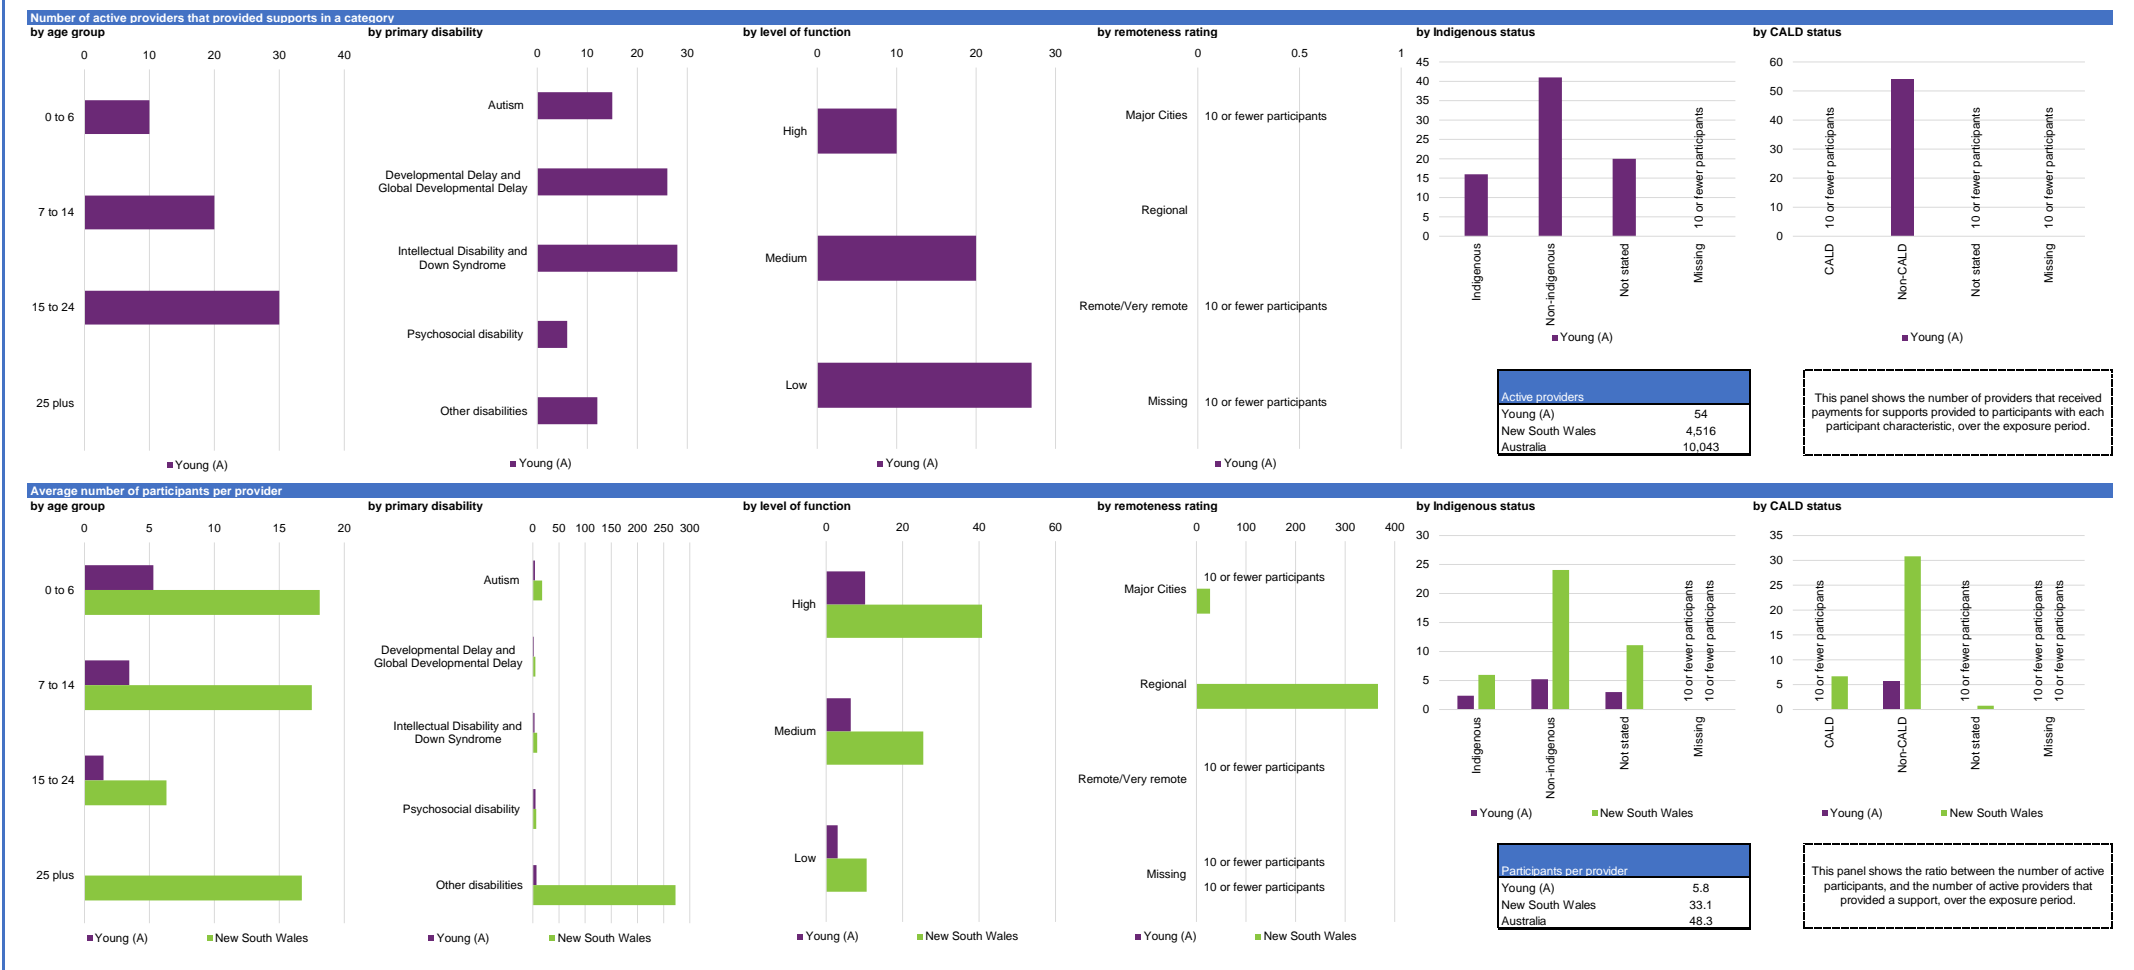 Number of active providers that provided supports in a category
by age group
0 10 20 30 40
0 to 6
7 to 14
15 to 24
25 plus
Young (A)
by primary disability
0 10 20 30
Autism
Developmental Delay and
Global Developmental Delay
Intellectual Disability and
Down Syndrome
Psychosocial disability
Other disabilities
Young (A)
by level of function
0 10 20 30
High
Medium
Low
Young (A)
by remoteness rating
0 0.5 1
Major Cities 10 or fewer participants
Regional
Remote/Very remote 10 or fewer participants
Missing 10 or fewer participants
Young (A)
by Indigenous status
45
40
35
30
25
20
15
10
5
0
10 or fewer participants
Indigenous
Non-indigenous
Not stated
Missing
Young (A)
by CALD status
60
50
40
30
20
10
0
10 or fewer participants
10 or fewer participants
10 or fewer participants
CALD
Non-CALD
Not stated
Missing
Young (A)
Active providers
Young (A) 54
New South Wales 4,516
Australia 10,043
This panel shows the number of providers that received
payments for supports provided to participants with each
participant characteristic, over the exposure period.
Average number of participants per provider
by age group
0 5 10 15 20
0 to 6
7 to 14
15 to 24
25 plus
Young (A) New South Wales
by primary disability
0 50 100 150 200 250 300
Autism
Developmental Delay and
Global Developmental Delay
Intellectual Disability and
Down Syndrome
Psychosocial disability
Other disabilities
Young (A) New South Wales
by level of function
0 20 40 60
High
Medium
Low
Young (A) New South Wales
by remoteness rating
0 100 200 300 400
10 or fewer participants
Major Cities
Regional
10 or fewer participants
Remote/Very remote
10 or fewer participants
Missing
10 or fewer participants
Young (A) New South Wales
by Indigenous status
30
25
20
15
10
5
0
10 or fewer participants
10 or fewer participants
Indigenous
Non-indigenous
Not stated
Missing
Young (A) New South Wales
by CALD status
35
30
25
20
15
10
5
0
10 or fewer participants
10 or fewer participants
10 or fewer participants
10 or fewer participants
CALD
Non-CALD
Not stated
Missing
Young (A) New South Wales
Participants per provider
Young (A) 5.8
New South Wales 33.1
Australia 48.3
This panel shows the ratio between the number of active
participants, and the number of active providers that
provided a support, over the exposure period.